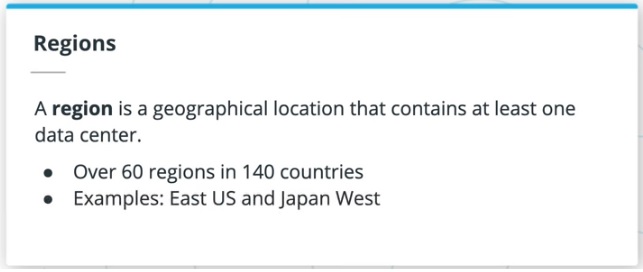 Regions
A region is a geographical location that contains at least one
data center.
● Over 60 regions in 140 countries
● Examples: East US and Japan West